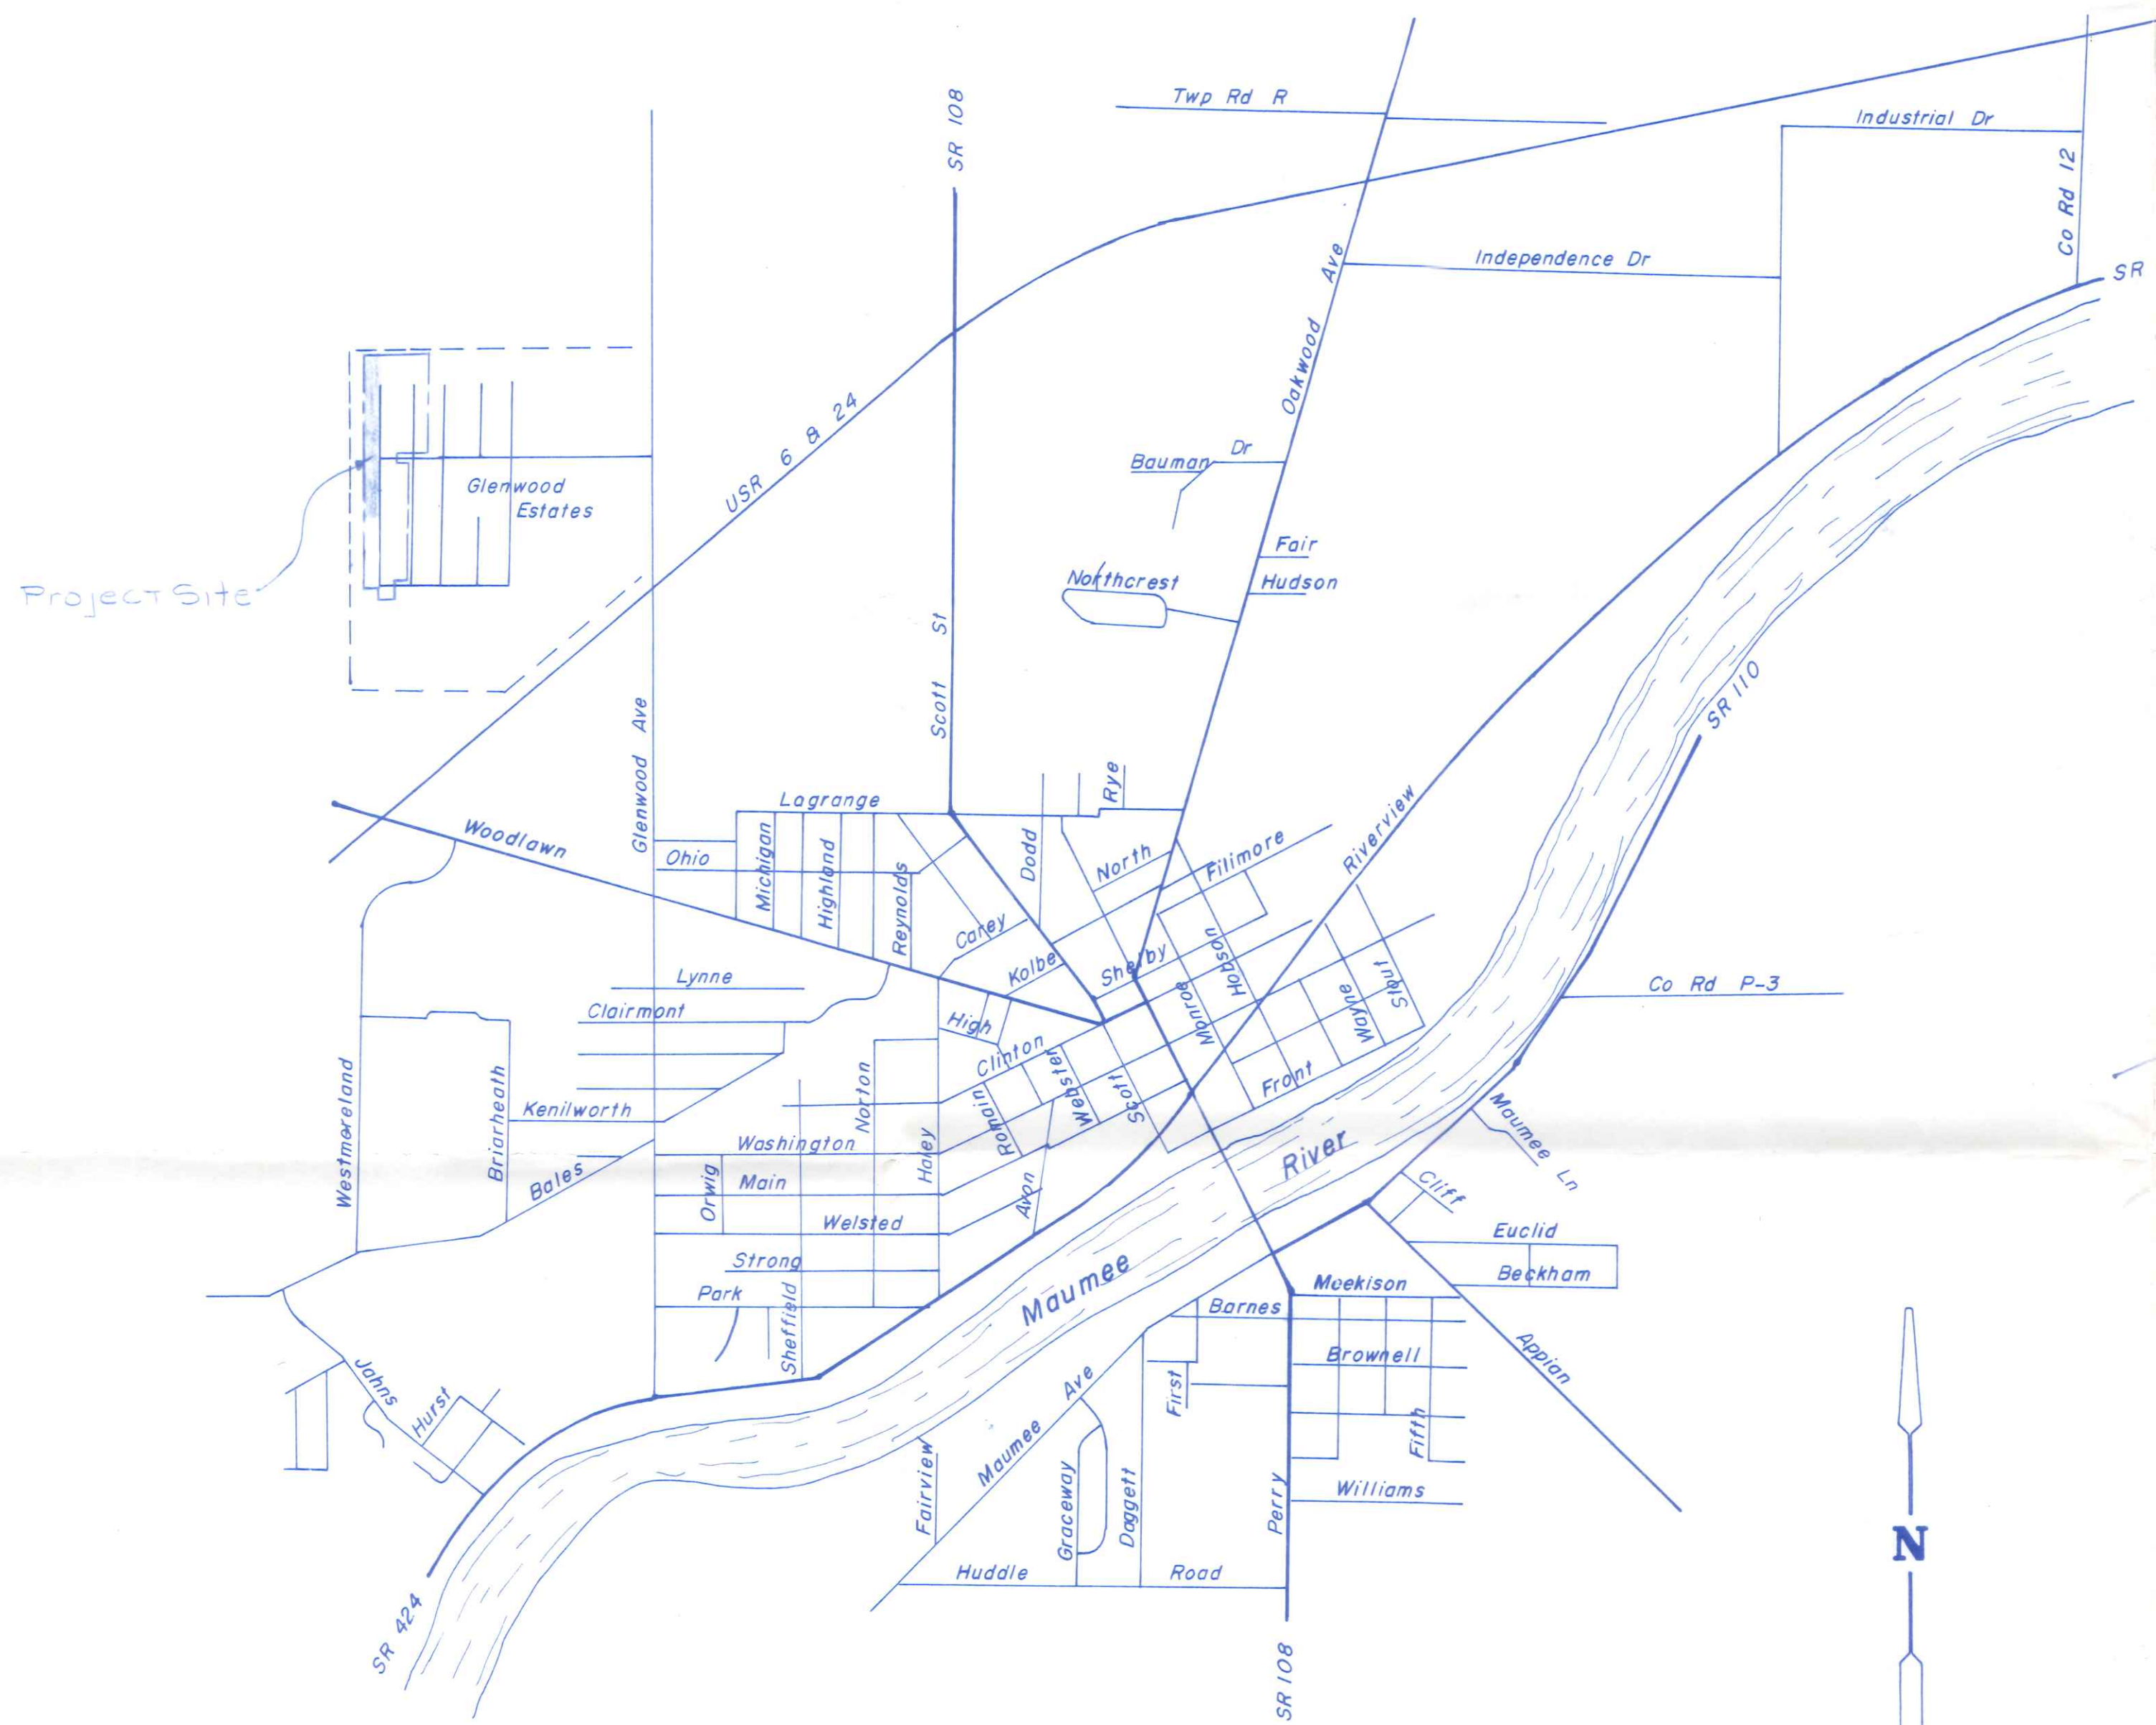 Twp Rd R
SR 108
Industrial Dr
Co Rd 12
SR
Independence Dr
Oakwood Ave
USR 6 & 24
Bauman Dr
Glenwood
Estates
Fair
Northcrest
Hudson
Project Site
Scott St
SR 110
Glenwood Ave
Rye
Lagrange
Riverview
Woodlawn
Ohio
Michigan
Highland
Reynolds
Dodd
North
Filimore
Carey
Kolbe
Shelby
Hobson
Monroe
Wayne
Stout
Lynne
Clairmont
Co Rd P-3
High
Clinton
Webster
Scott
Front
Westmoreland
Briarheath
Kenilworth
Norton
Romain
Maumee Ln
Washington
Haley
River
Bales
Orwig
Main
Avon
Cliff
Welsted
Euclid
Strong
Maumee
Beckham
Park
Sheffield
Meekison
Barnes
Appian
Brownell
Jahns
Hurst
Maumee Ave
First
Fifth
Fairview
Graceway
Daggett
Perry
Williams
N
Huddle Road
SR 424
SR 108